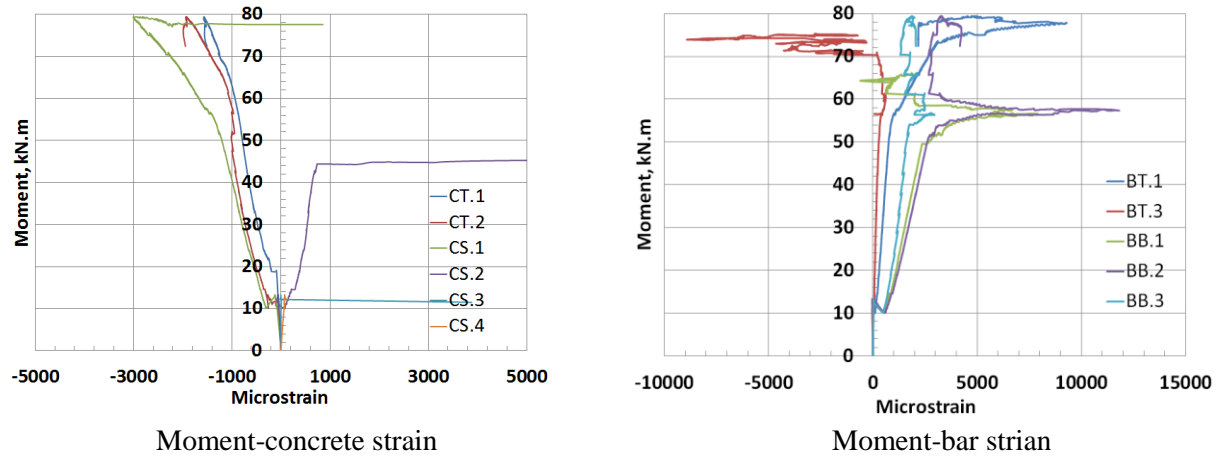 Moment, kN.m
80
70
60
50
40
30
20
10
0
-5000 -3000 -1000 1000 3000 5000
Microstrain
CT.1
CT.2
CS.1
CS.2
CS.3
CS.4
Moment-concrete strain
Moment, kN.m
80
70
60
50
40
30
20
10
0
-10000 -5000 0 5000 10000 15000
Microstrain
BT.1
BT.3
BB.1
BB.2
BB.3
Moment-bar strian